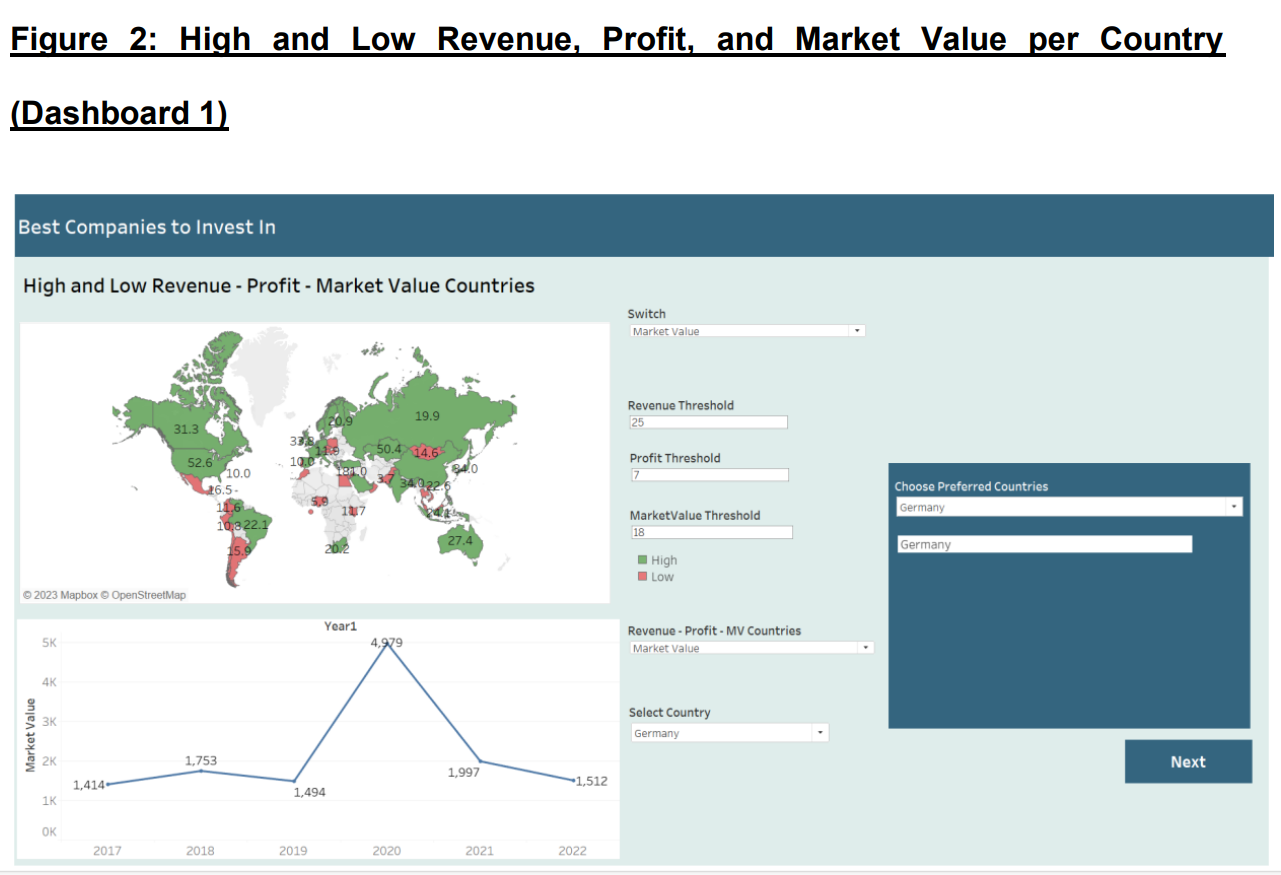 Figure 2: High and Low Revenue, Profit, and Market Value per Country
(Dashboard 1)
Best Companies to Invest In
High and Low Revenue - Profit - Market Value Countries
31.3
52.6
10.0
16.5
11.6
10.8
22.1
15.9
20.9
33.8
11.9
10.0
181.0
5.9
11.7
20.2
19.9
50.4
14.6
3.7
34.0
22.6
84.0
24.1
27.4
© 2023 Mapbox © OpenStreetMap
Switch
Market Value
Revenue Threshold
25
Profit Threshold
7
MarketValue Threshold
18
High
Low
Revenue - Profit - MV Countries
Market Value
Select Country
Germany
Choose Preferred Countries
Germany
Germany
Next
Year1
Market Value
5K
4K
3K
2K
1K
0K
1,414
1,753
1,494
4,979
1,997
1,512
2017 2018 2019 2020 2021 2022